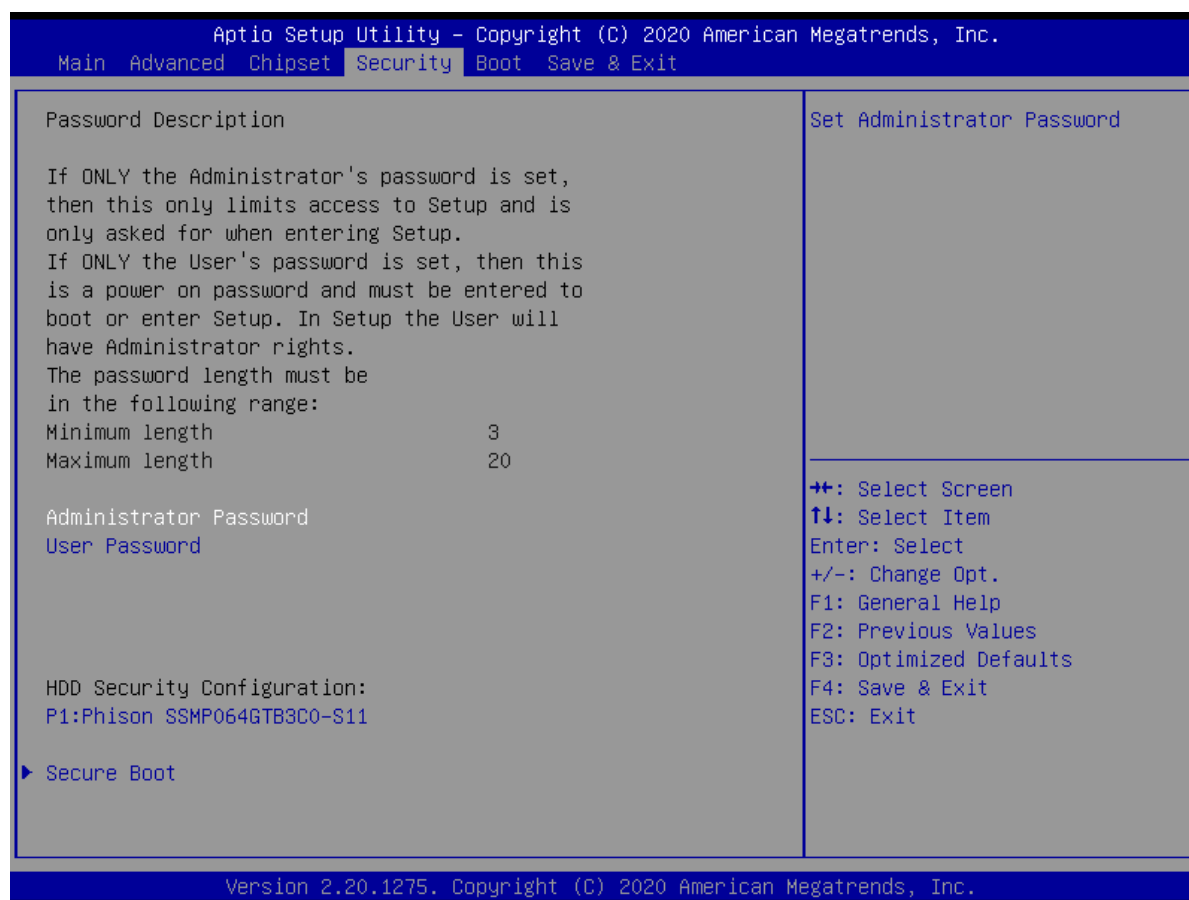 Aptio Setup Utility – Copyright (C) 2020 American Megatrends, Inc.
Main Advanced Chipset Security Boot Save & Exit
Password Description
If ONLY the Administrator's password is set,
then this only limits access to Setup and is
only asked for when entering Setup.
If ONLY the User's password is set, then this
is a power on password and must be entered to
boot or enter Setup. In Setup the User will
have Administrator rights.
The password length must be
in the following range:
Minimum length 3
Maximum length 20
Administrator Password
User Password
HDD Security Configuration:
P1:Phison SSMP064GTB3C0-S11
Secure Boot
Set Administrator Password
→←: Select Screen
↑↓: Select Item
Enter: Select
+/-: Change Opt.
F1: General Help
F2: Previous Values
F3: Optimized Defaults
F4: Save & Exit
ESC: Exit
Version 2.20.1275. Copyright (C) 2020 American Megatrends, Inc.